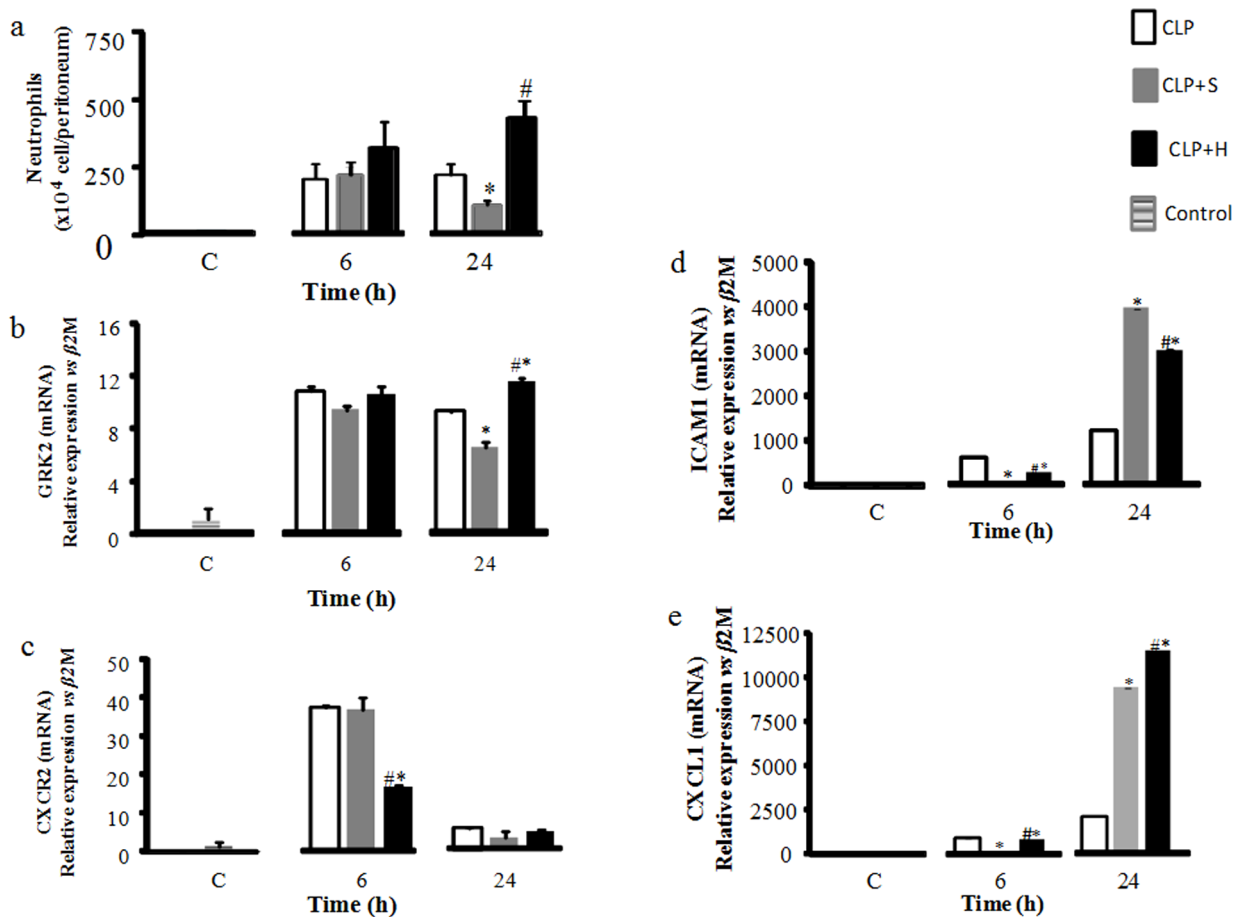 a
Neutrophils
(x10⁴ cell/peritoneum)
750
500
250
0
#
*
C
6
24
Time (h)
CLP
CLP+S
CLP+H
Control
b
GRK2 (mRNA)
Relative expression vs β2M
16
12
8
4
0
*
#*
C
6
24
Time (h)
c
CXCR2 (mRNA)
Relative expression vs β2M
50
40
30
20
10
0
#*
C
6
24
Time (h)
d
ICAM1 (mRNA)
Relative expression vs β2M
5000
4000
3000
2000
1000
0
*
#*
*
#*
C
6
24
Time (h)
e
CXCL1 (mRNA)
Relative expression vs β2M
12500
10000
7500
5000
2500
0
*
#*
*
#*
C
6
24
Time (h)